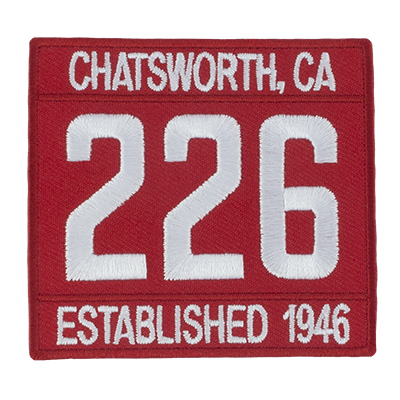 CHATSWORTH, CA
226
ESTABLISHED 1946